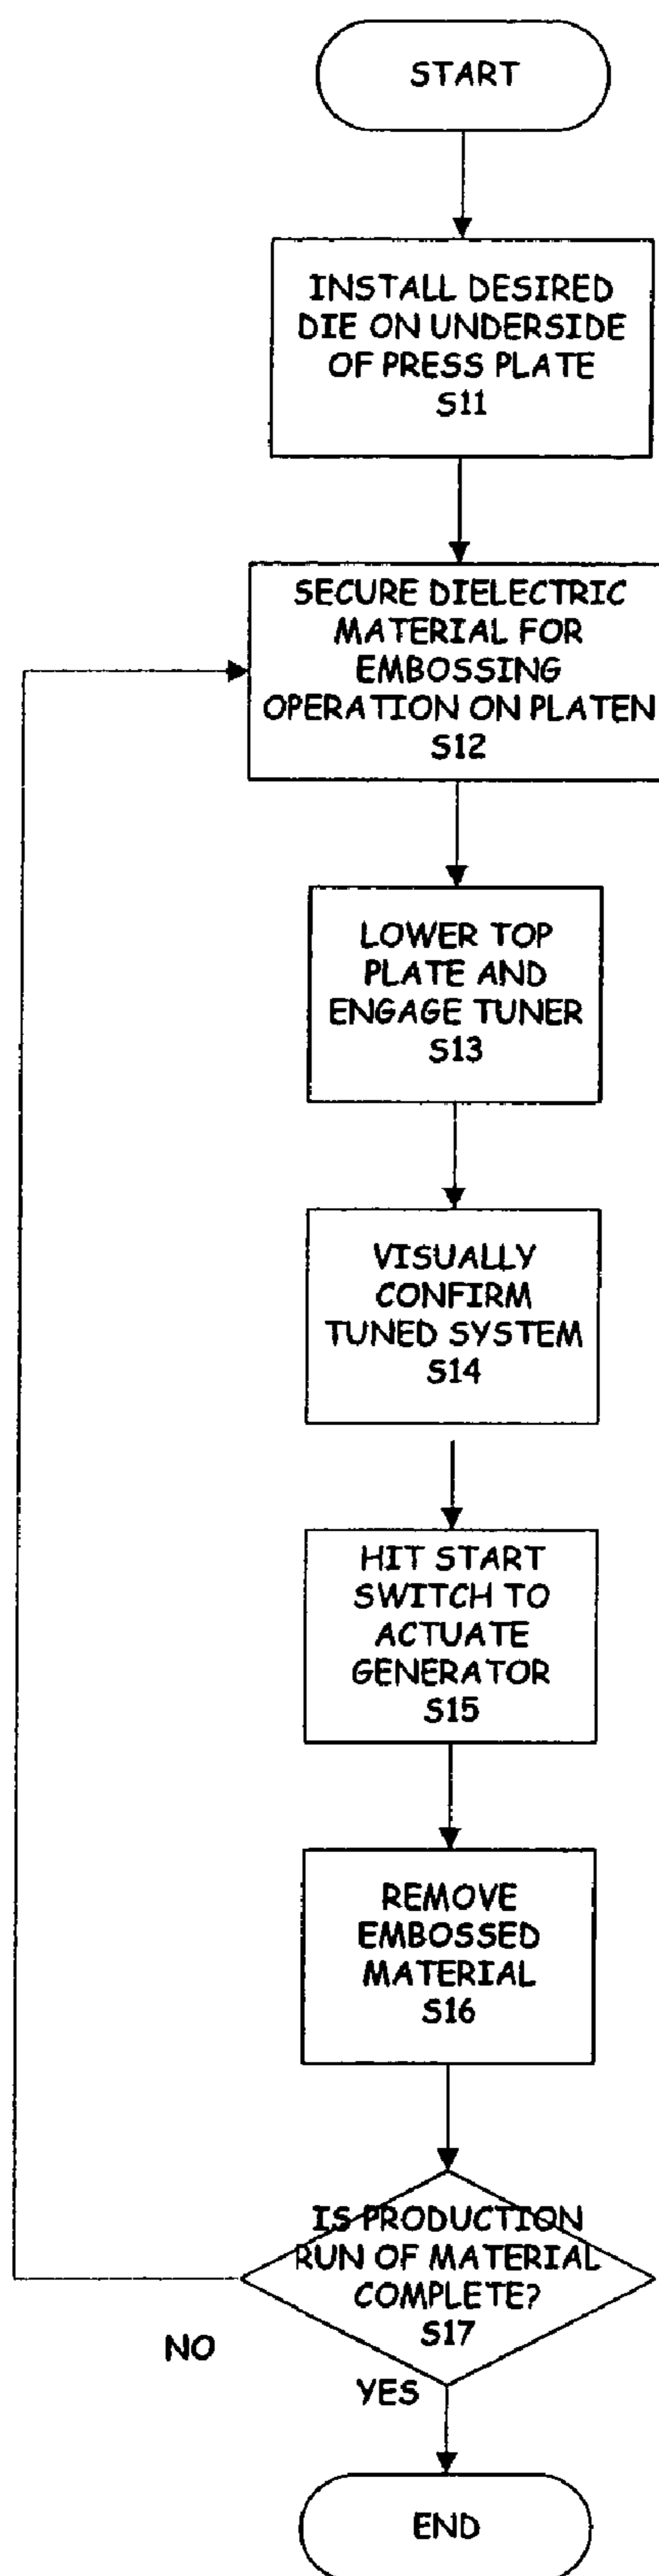 START
INSTALL DESIRED
DIE ON UNDERSIDE
OF PRESS PLATE
S11
SECURE DIELECTRIC
MATERIAL FOR
EMBOSSING
OPERATION ON PLATEN
S12
LOWER TOP
PLATE AND
ENGAGE TUNER
S13
VISUALLY
CONFIRM
TUNED SYSTEM
S14
HIT START
SWITCH TO
ACTUATE
GENERATOR
S15
REMOVE
EMBOSSED
MATERIAL
S16
IS PRODUCTION
RUN OF MATERIAL
COMPLETE?
S17
NO
YES
END